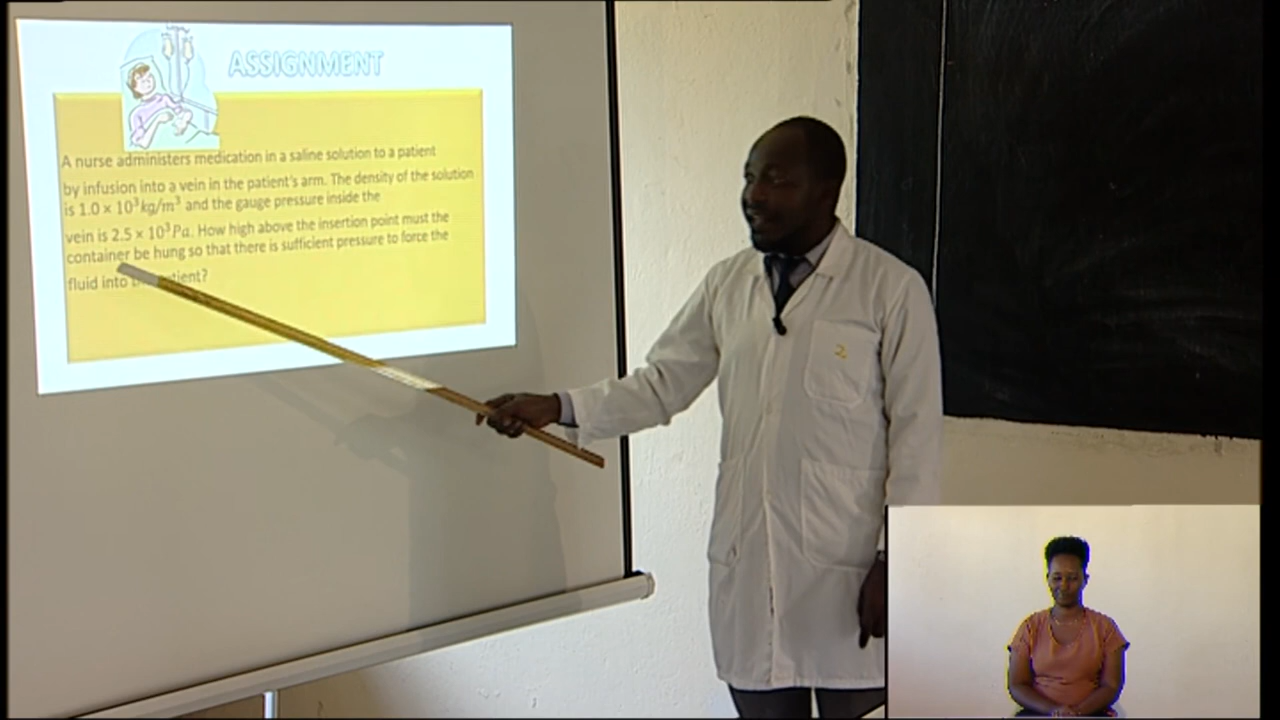 ASSIGNMENT
A nurse administers medication in a saline solution to a patient
by infusion into a vein in the patient's arm. The density of the solution
is 1.0 × 10³kg/m³ and the gauge pressure inside the
vein is 2.5 × 10³Pa. How high above the insertion point must the
container be hung so that there is sufficient pressure to force the
fluid into tient?